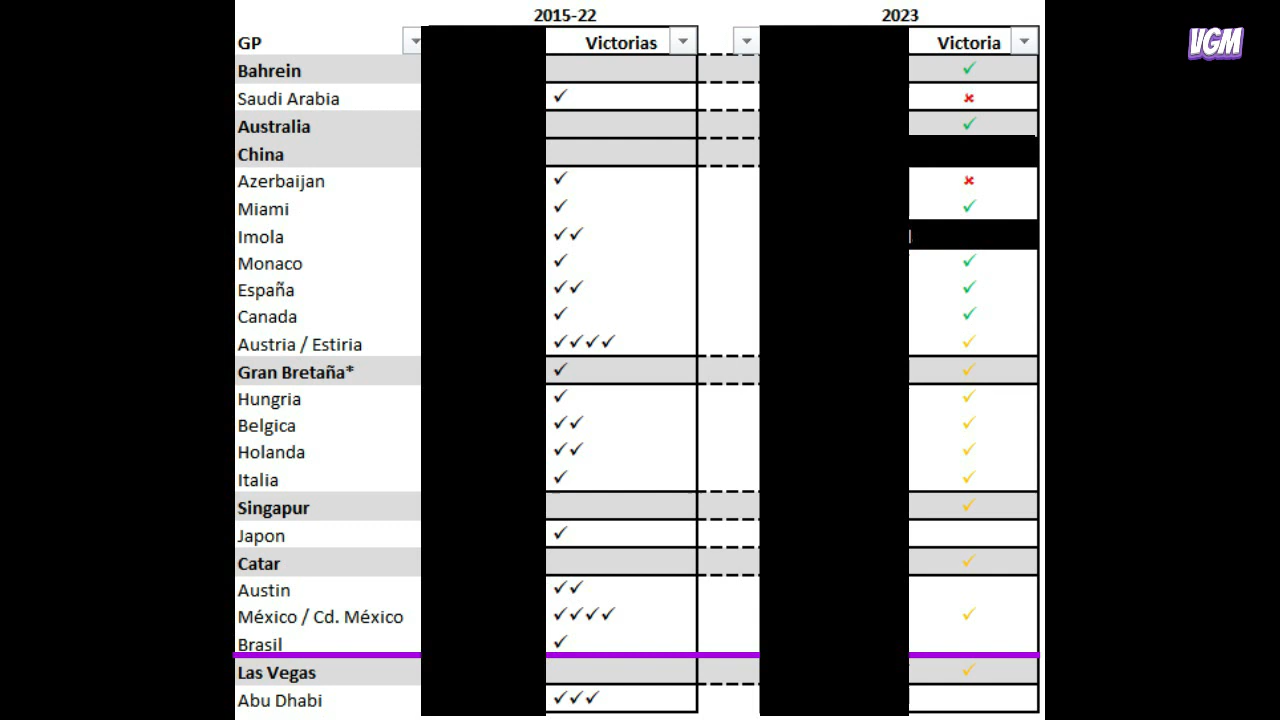 2015-22 2023
VGM
GP Victorias Victoria
Bahrein ✓
Saudi Arabia ✓ ×
Australia ✓
China
Azerbaijan ✓ ×
Miami ✓ ✓
Imola ✓✓
Monaco ✓ ✓
España ✓✓ ✓
Canada ✓ ✓
Austria / Estiria ✓✓✓✓ ✓
Gran Bretaña* ✓ ✓
Hungria ✓ ✓
Belgica ✓✓ ✓
Holanda ✓✓ ✓
Italia ✓ ✓
Singapur ✓
Japon ✓
Catar ✓
Austin ✓✓
México / Cd. México ✓✓✓✓ ✓
Brasil ✓
Las Vegas ✓
Abu Dhabi ✓✓✓